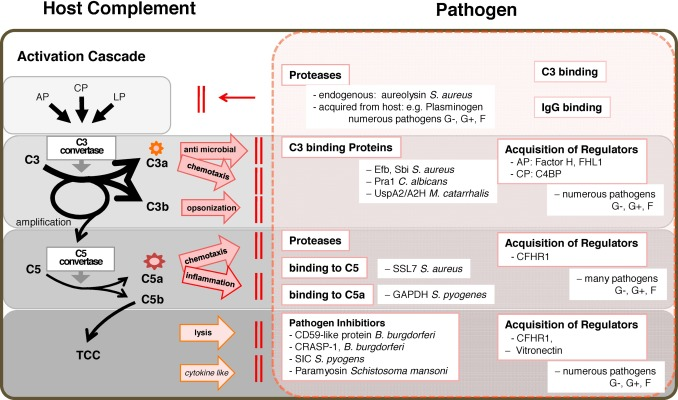 Host Complement
Pathogen
Activation Cascade
CP
AP
LP
Proteases
- endogenous: aureolysin S. aureus
- acquired from host: e.g. Plasminogen
numerous pathogens G-, G+, F
C3 binding
IgG binding
C3
convertase
C3
C3a
C3b
anti microbial
chemotaxis
opsonization
amplification
C3 binding Proteins
– Efb, Sbi S. aureus
– Pra1 C. albicans
– UspA2/A2H M. catarrhalis
Acquisition of Regulators
- AP: Factor H, FHL1
- CP: C4BP
– numerous pathogens
G-, G+, F
C5
convertase
C5
C5a
C5b
chemotaxis
inflammation
Proteases
binding to C5
– SSL7 S. aureus
binding to C5a
– GAPDH S. pyogenes
Acquisition of Regulators
- CFHR1
– many pathogens
G-, G+, F
TCC
lysis
cytokine like
Pathogen Inhibitiors
- CD59-like protein B. burgdorferi
- CRASP-1, B. burgdorferi
- SIC S. pyogens
- Paramyosin Schistosoma mansoni
Acquisition of Regulators
- CFHR1,
– Vitronectin
– numerous pathogens
G-, G+, F